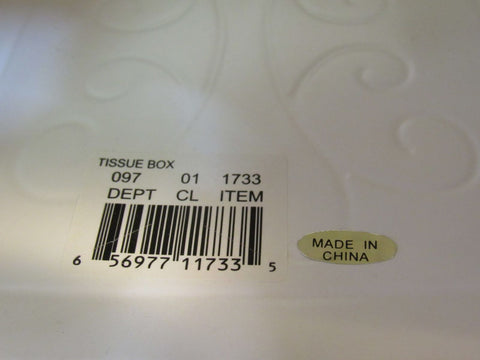 TISSUE BOX
097 01 1733
DEPT CL ITEM
6 56977 11733 5
MADE IN
CHINA